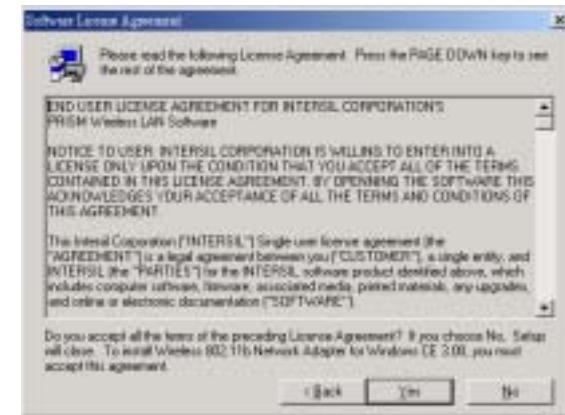 Software License Agreement
Please read the following License Agreement. Press the PAGE DOWN key to see
the rest of the agreement.
END USER LICENSE AGREEMENT FOR INTERSIL CORPORATION'S
PRISM Wireless LAN Software
NOTICE TO USER: INTERSIL CORPORATION IS WILLING TO ENTER INTO A
LICENSE ONLY UPON THE CONDITION THAT YOU ACCEPT ALL OF THE TERMS
CONTAINED IN THIS LICENSE AGREEMENT. BY OPENNING THE SOFTWARE THIS
ACKNOWLEDGES YOUR ACCEPTANCE OF ALL THE TERMS AND CONDITIONS OF
THIS AGREEMENT.
This Intersil Corporation ("INTERSIL") Single user license agreement (the
"AGREEMENT") is a legal agreement between you ("CUSTOMER"), a single entity, and
INTERSIL (the "PARTIES") for the INTERSIL software product identified above, which
includes computer software, firmware, associated media, printed materials, any upgrades,
and online or electronic documentation ("SOFTWARE").
Do you accept all the terms of the preceding License Agreement? If you choose No, Setup
will close. To install Wireless 802.11b Network Adapter for Windows CE 3.00, you must
accept this agreement.
< Back
Yes
No